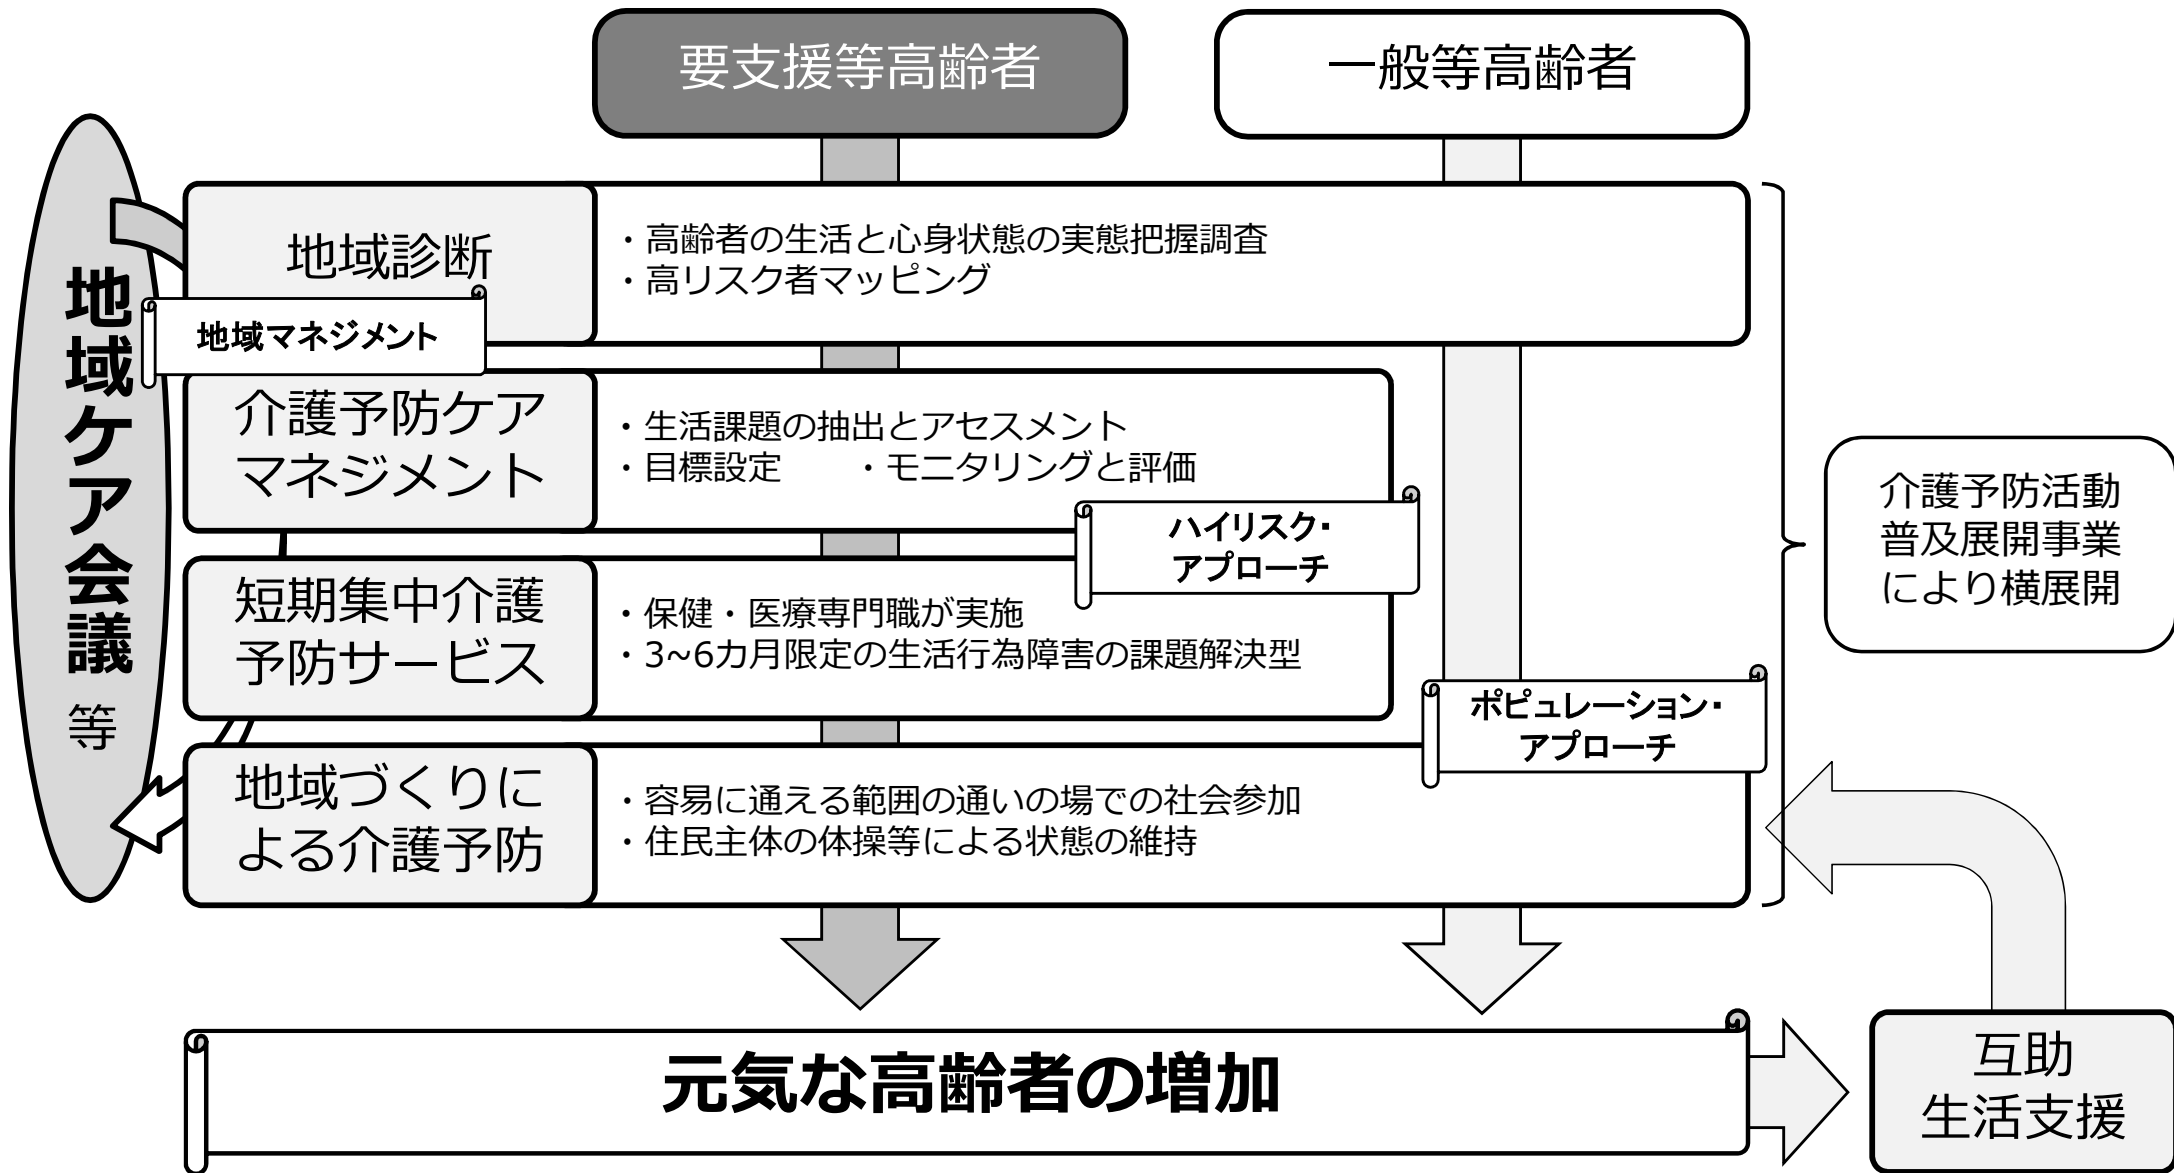 要支援等高齢者
一般等高齢者
地域ケア会議 等
地域診断
・高齢者の生活と心身状態の実態把握調査
・高リスク者マッピング
地域マネジメント
介護予防ケア
マネジメント
・生活課題の抽出とアセスメント
・目標設定　　・モニタリングと評価
ハイリスク・
アプローチ
短期集中介護
予防サービス
・保健・医療専門職が実施
・3~6カ月限定の生活行為障害の課題解決型
ポピュレーション・
アプローチ
地域づくりに
よる介護予防
・容易に通える範囲の通いの場での社会参加
・住民主体の体操等による状態の維持
介護予防活動
普及展開事業
により横展開
元気な高齢者の増加
互助
生活支援